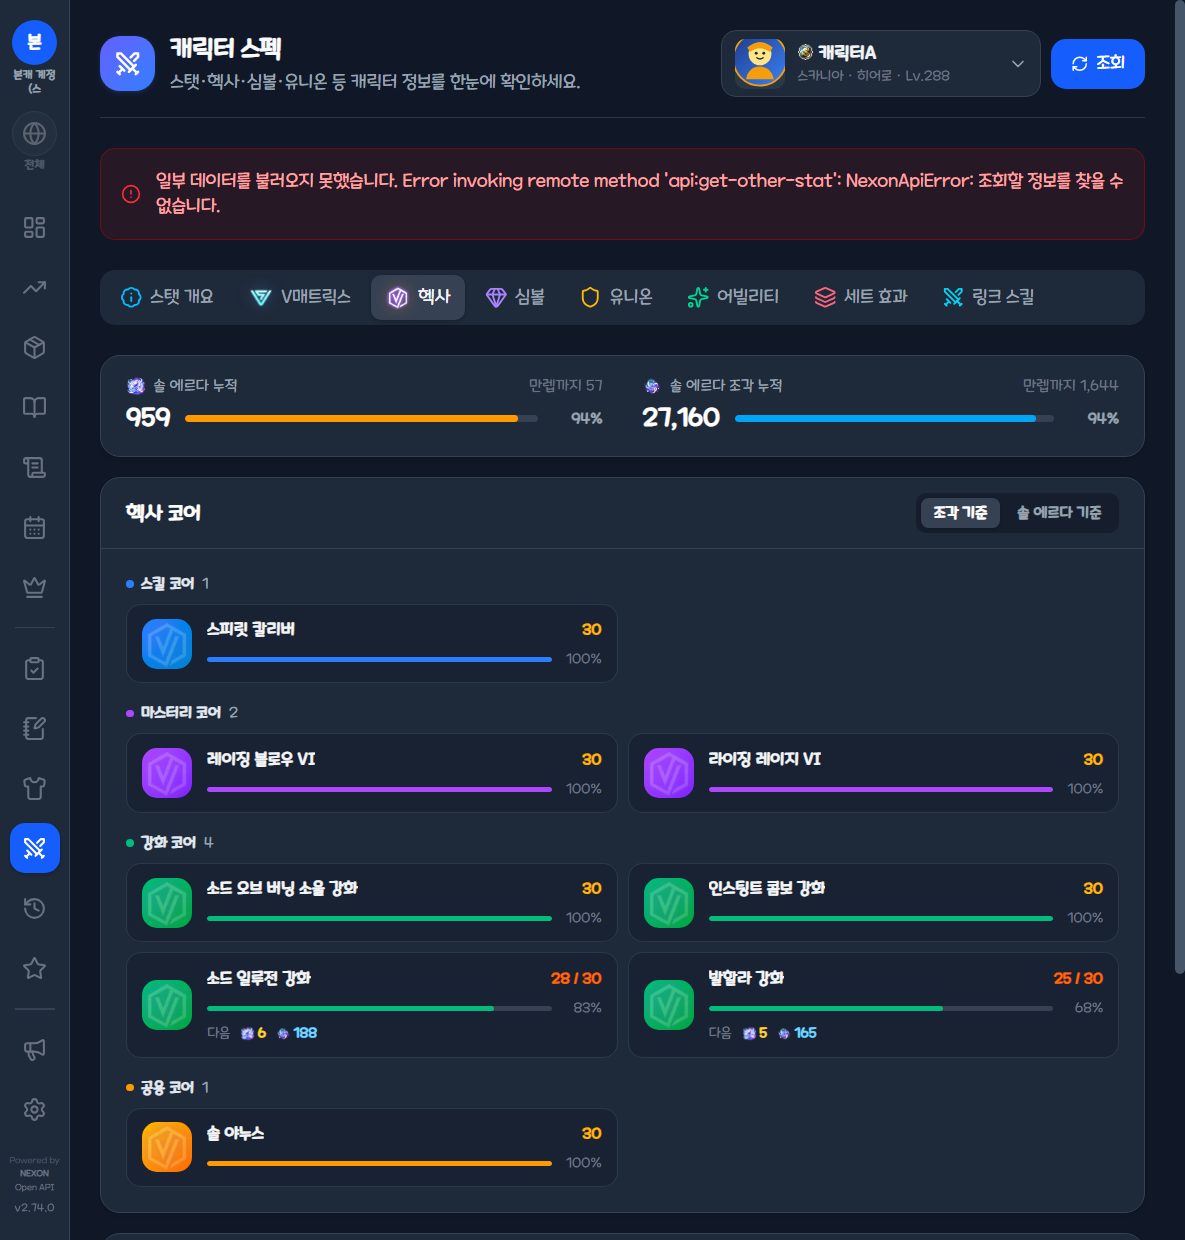 본
본캐 계정
(스
전체
Powered by
NEXON
Open API
v2.74.0
캐릭터 스펙
스탯·헥사·심볼·유니온 등 캐릭터 정보를 한눈에 확인하세요.
캐릭터A
스카니아 · 히어로 · Lv.288
조회
일부 데이터를 불러오지 못했습니다. Error invoking remote method 'api:get-other-stat': NexonApiError: 조회할 정보를 찾을 수
없습니다.
스탯 개요
V매트릭스
헥사
심볼
유니온
어빌리티
세트 효과
링크 스킬
솔 에르다 누적
만렙까지 57
959
94%
솔 에르다 조각 누적
만렙까지 1,644
27,160
94%
헥사 코어
조각 기준
솔 에르다 기준
스킬 코어 1
스피릿 칼리버
30
100%
마스터리 코어 2
레이징 블로우 VI
30
100%
라이징 레이지 VI
30
100%
강화 코어 4
소드 오브 버닝 소울 강화
30
100%
인스팅트 콤보 강화
30
100%
소드 일루전 강화
28 / 30
83%
다음 6 188
발할라 강화
25 / 30
68%
다음 5 165
공용 코어 1
솔 야누스
30
100%